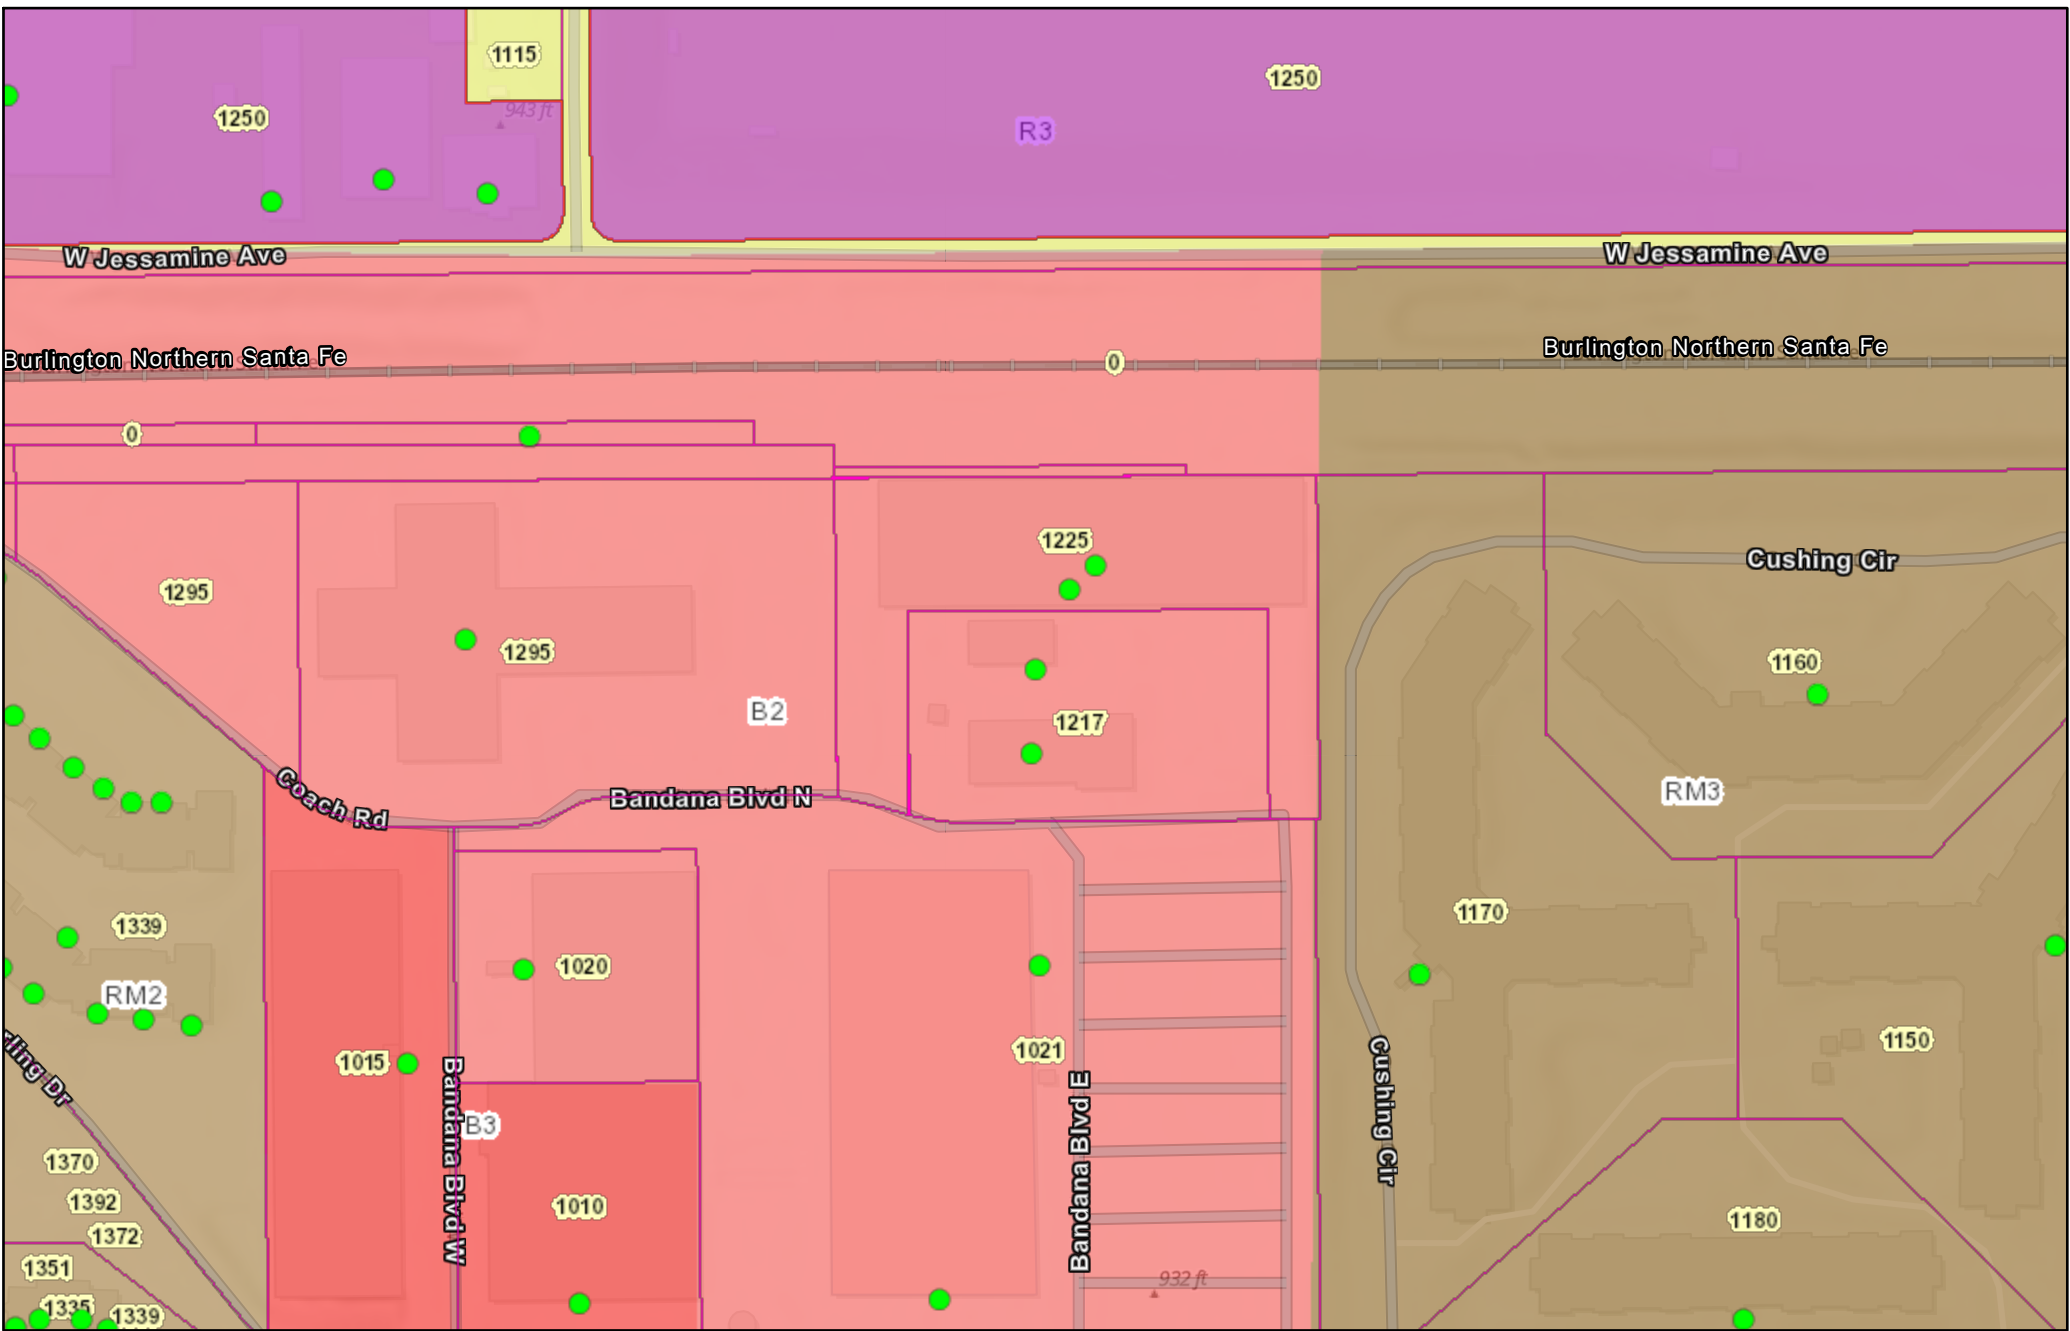 1115
943 ft
1250
1250
R3
W Jessamine Ave
W Jessamine Ave
Burlington Northern Santa Fe
Burlington Northern Santa Fe
0
0
1225
1295
1295
B2
1217
Cushing Cir
1160
RM3
Coach Rd
Bandana Blvd N
1339
RM2
1020
1015
B3
1021
1170
1150
Bandana Blvd W
Bandana Blvd E
Cushing Cir
rling Dr
1370
1392
1372
1351
1335
1339
1010
932 ft
1180